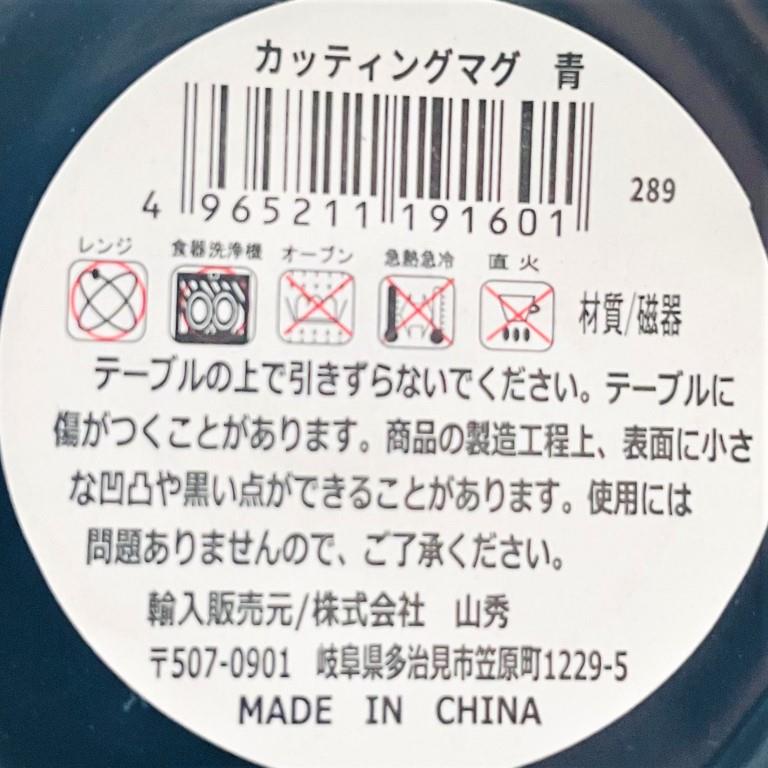 カッティングマグ　青
4 965211 191601
289
レンジ 食器洗浄機 オーブン 急熱急冷 直火
材質/磁器
テーブルの上で引きずらないでください。テーブルに
傷がつくことがあります。商品の製造工程上、表面に小さ
な凹凸や黒い点ができることがあります。使用には
問題ありませんので、ご了承ください。
輸入販売元/株式会社　山秀
〒507-0901　岐阜県多治見市笠原町1229-5
MADE IN CHINA